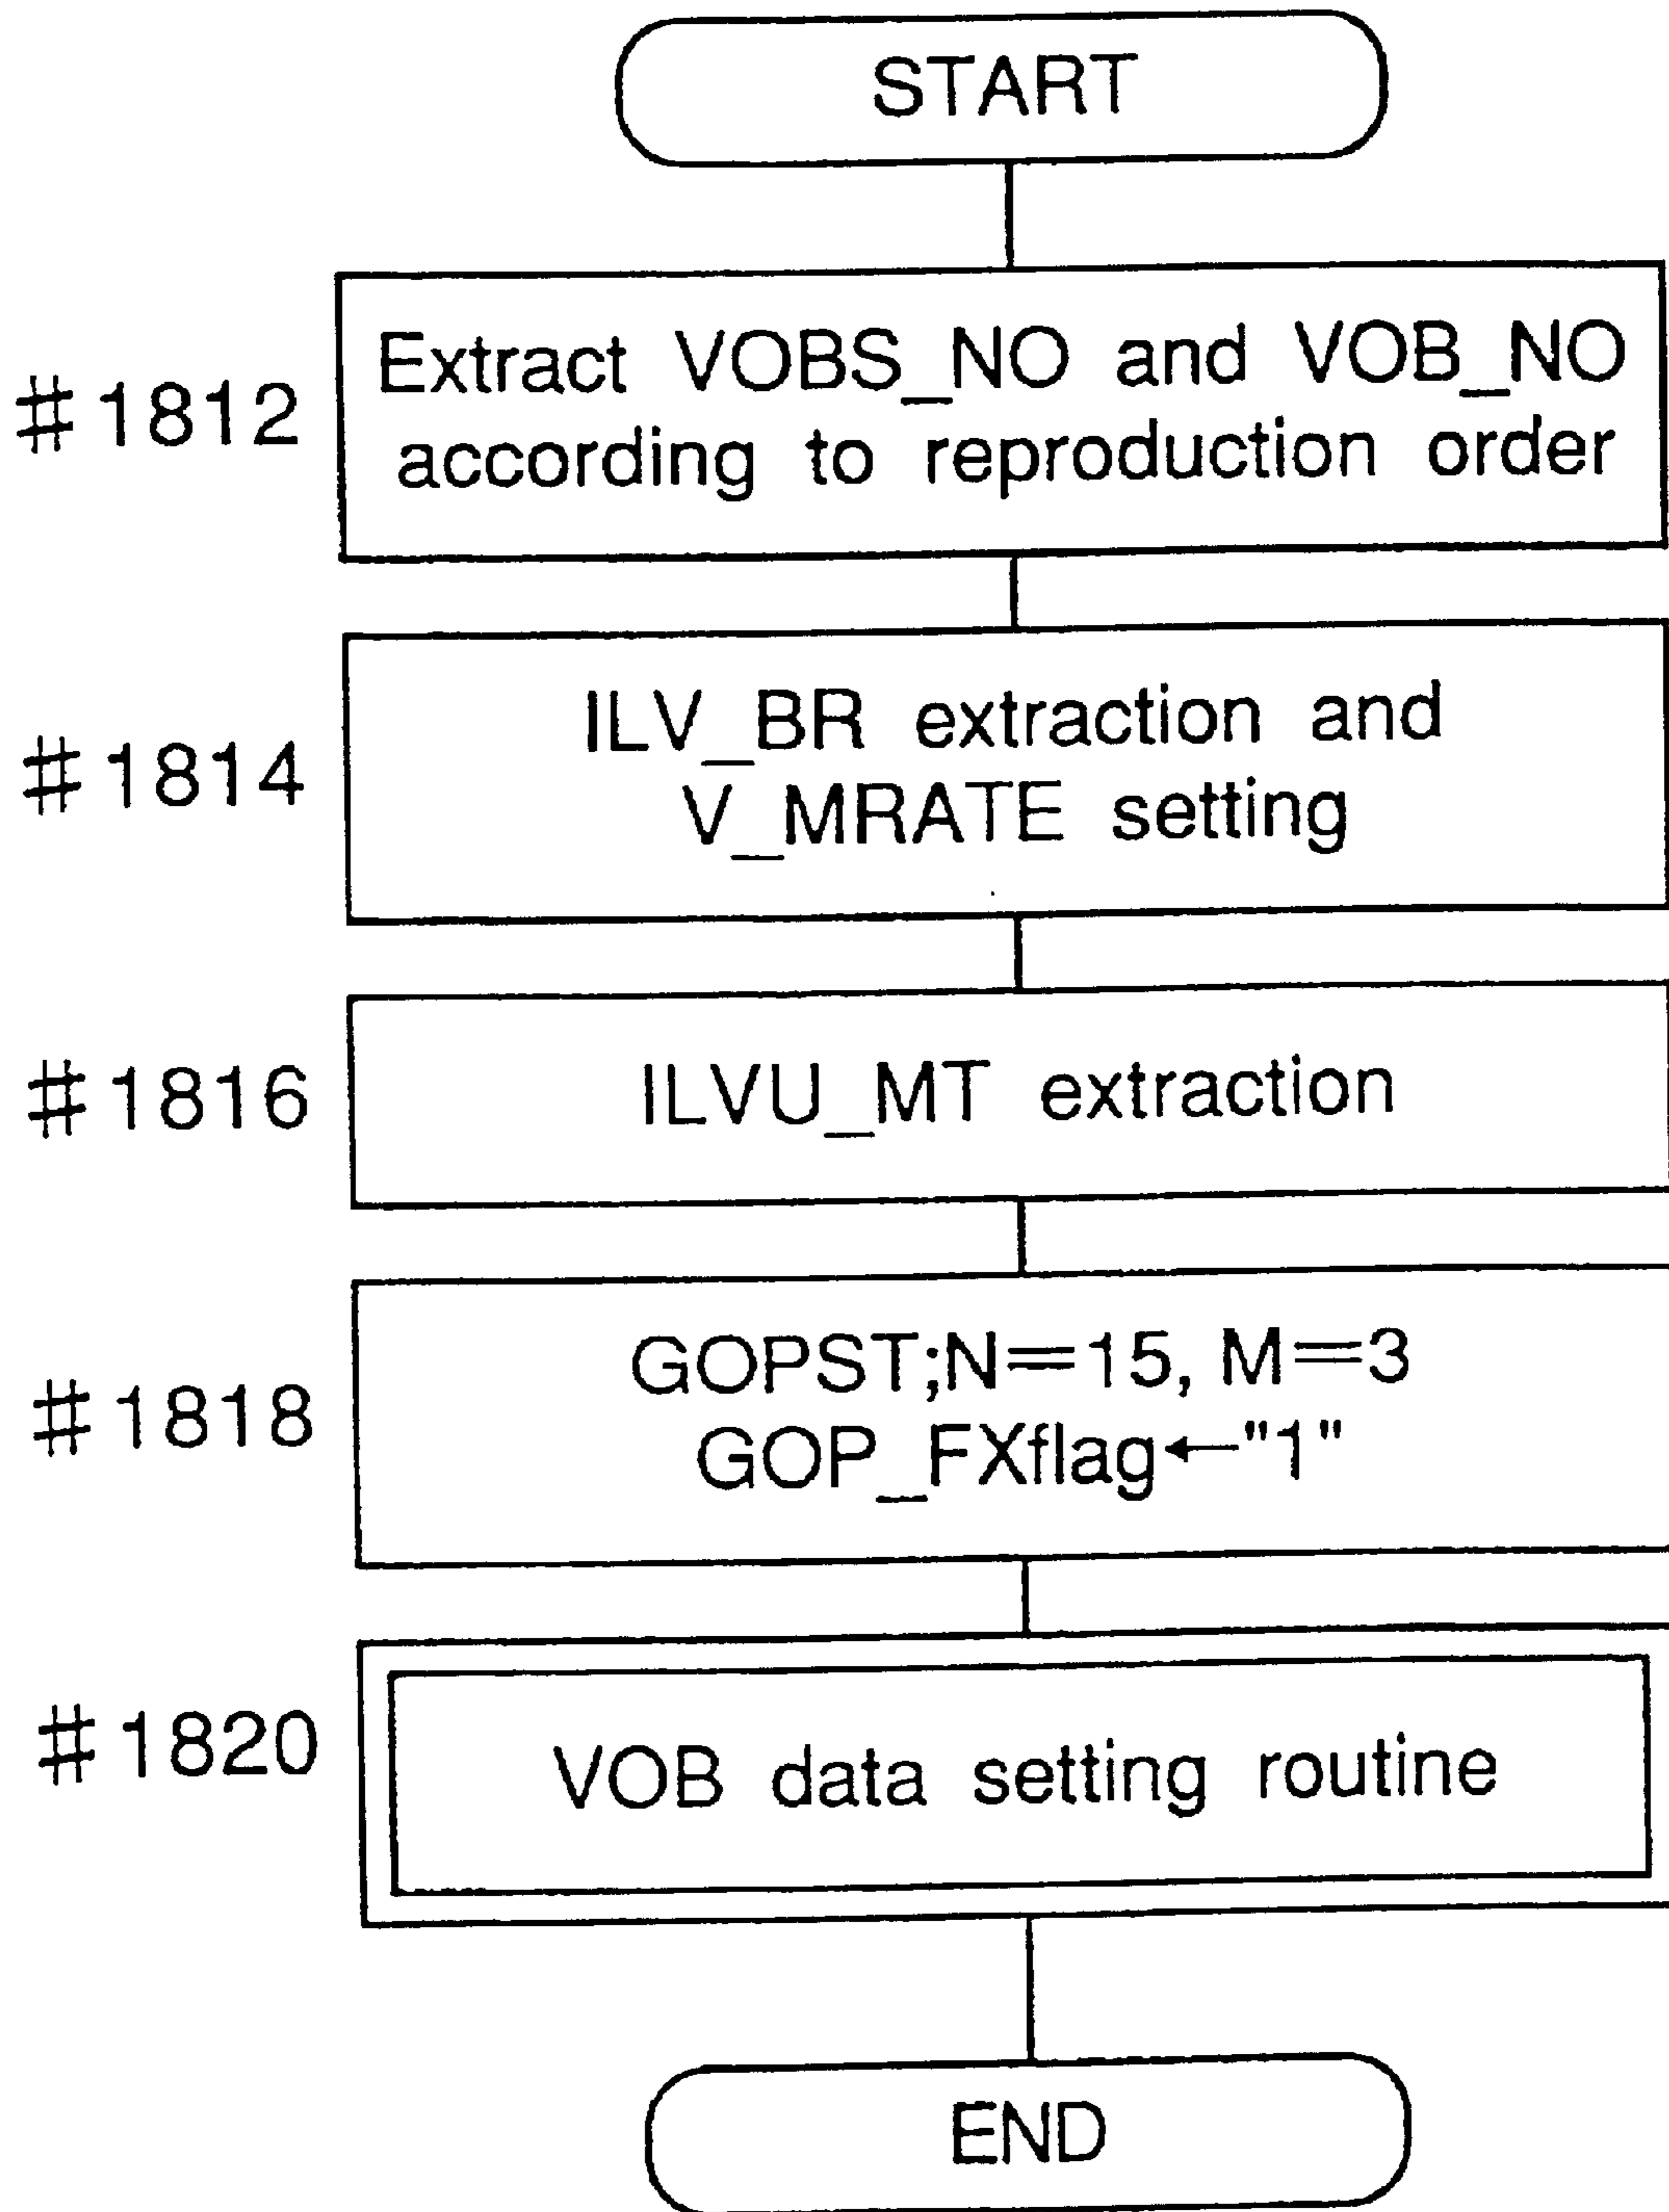 START
#1812
Extract VOBS_NO and VOB_NO
according to reproduction order
#1814
ILV_BR extraction and
V_MRATE setting
#1816
ILVU_MT extraction
#1818
GOPST;N=15, M=3
GOP_FXflag←"1"
#1820
VOB data setting routine
END